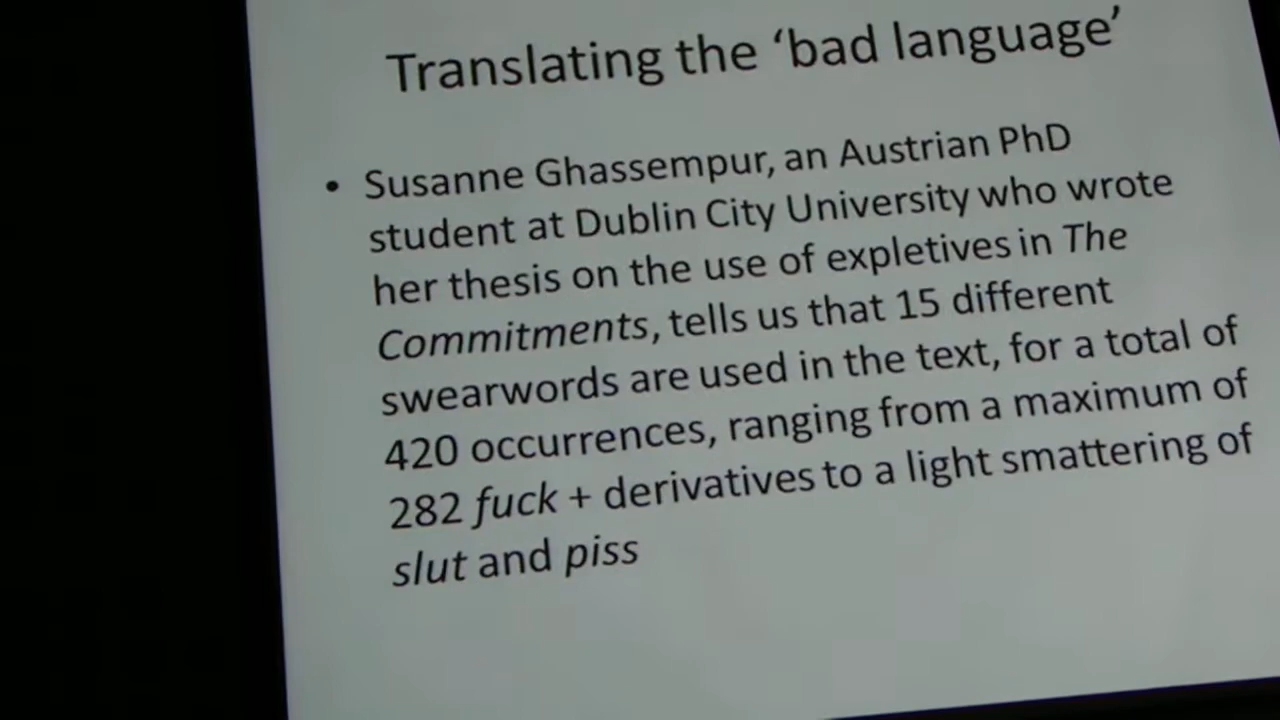 Translating the ‘bad language’
• Susanne Ghassempur, an Austrian PhD
student at Dublin City University who wrote
her thesis on the use of expletives in The
Commitments, tells us that 15 different
swearwords are used in the text, for a total of
420 occurrences, ranging from a maximum of
282 fuck + derivatives to a light smattering of
slut and piss